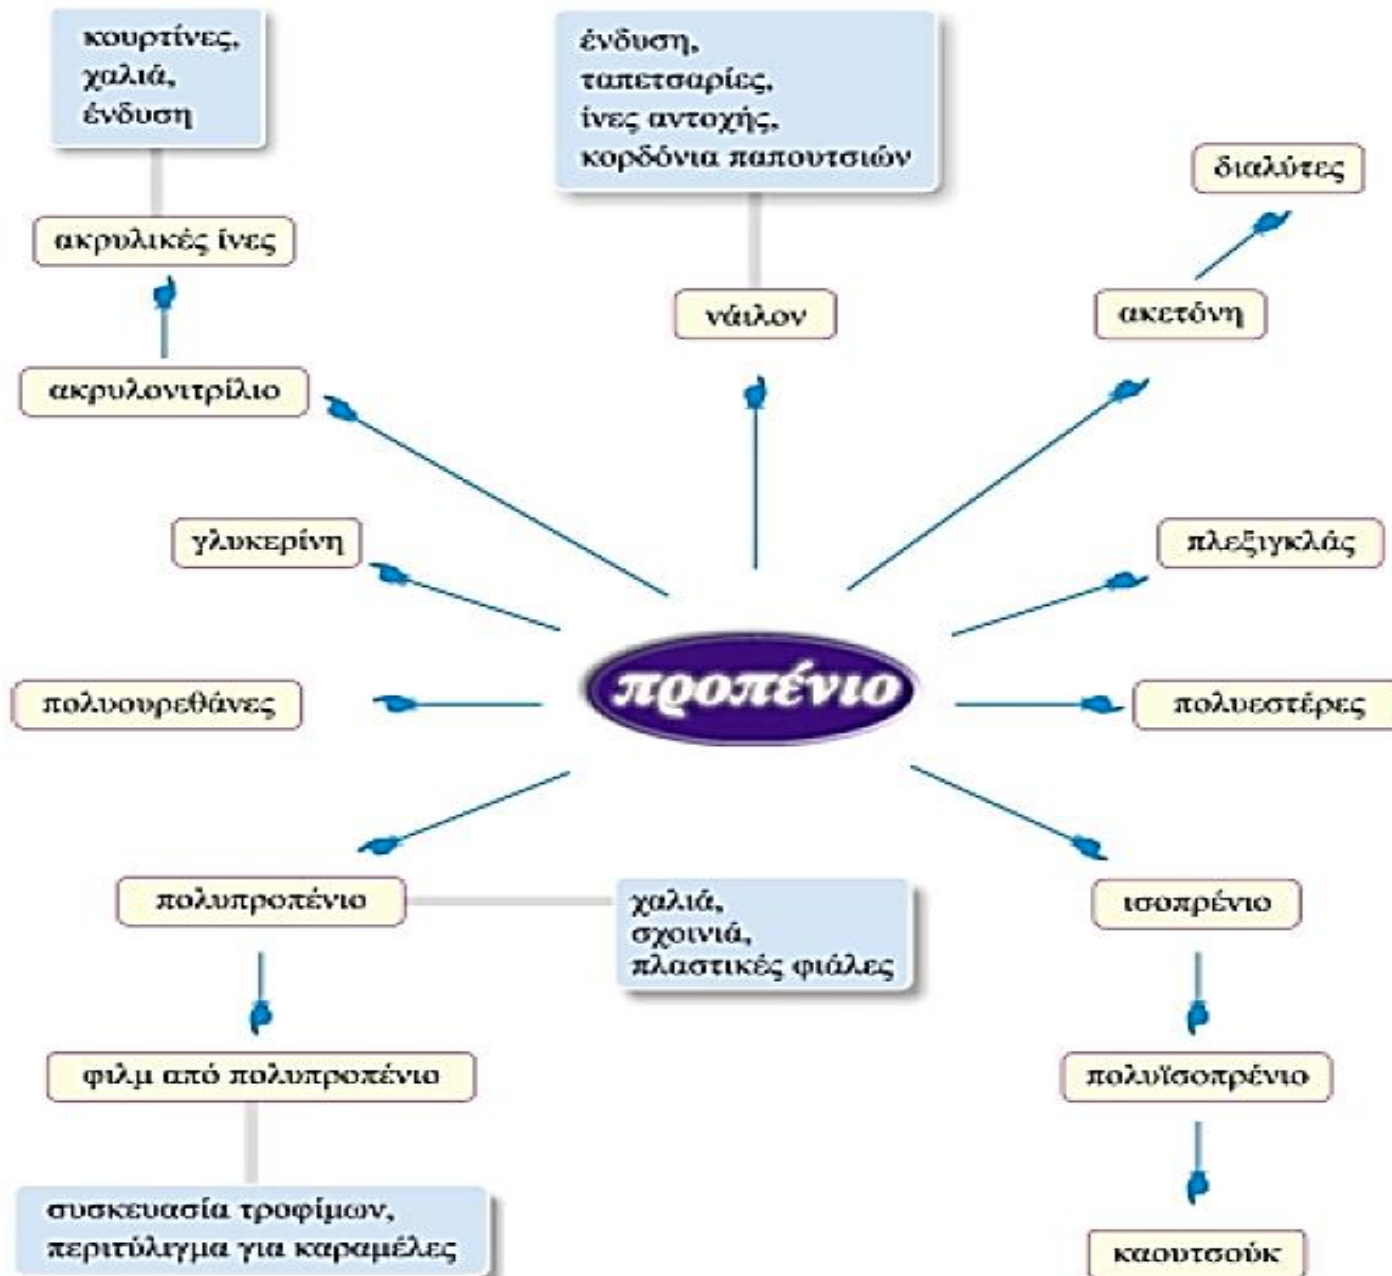 κουρτίνες,
χαλιά,
ένδυση
ένδυση,
ταπετσαρίες,
ίνες αντοχής,
κορδόνια παπουτσιών
διαλύτες
ακρυλικές ίνες
νάιλον
ακετόνη
ακρυλονιτρίλιο
γλυκερίνη
πλεξιγκλάς
προπένιο
πολυουρεθάνες
πολυεστέρες
πολυπροπένιο
χαλιά,
σχοινιά,
πλαστικές φιάλες
ισοπρένιο
φιλμ από πολυπροπένιο
πολυϊσοπρένιο
συσκευασία τροφίμων,
περιτύλιγμα για καραμέλες
καουτσούκ